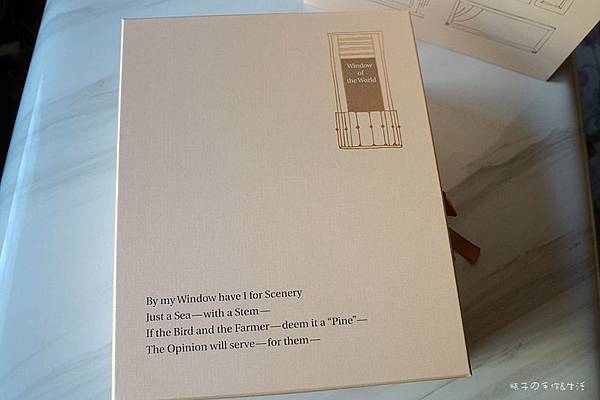 Window
of
the World
By my Window have I for Scenery
Just a Sea—with a Stem—
If the Bird and the Farmer—deem it a “Pine”—
The Opinion will serve—for them—